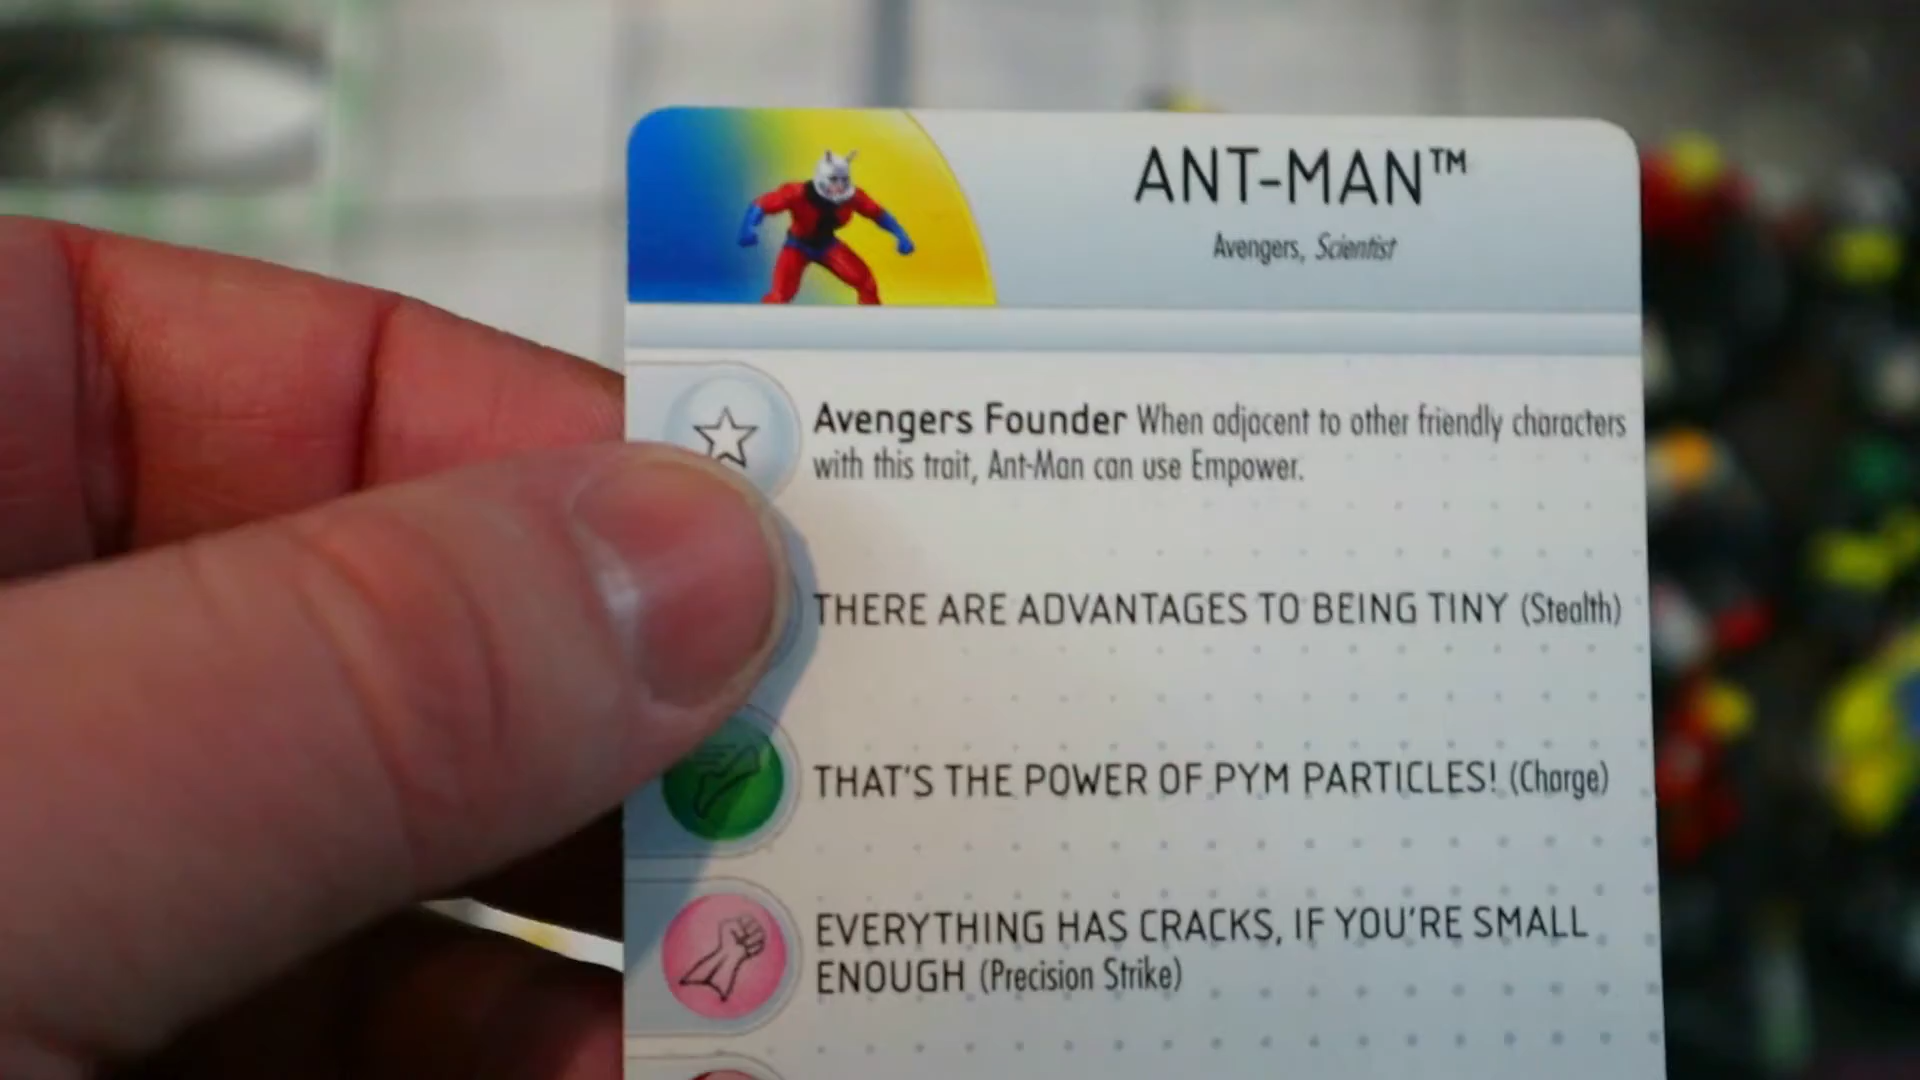 ANT-MAN™
Avengers, Scientist
Avengers Founder When adjacent to other friendly characters
with this trait, Ant-Man can use Empower.
THERE ARE ADVANTAGES TO BEING TINY (Stealth)
THAT'S THE POWER OF PYM PARTICLES! (Charge)
EVERYTHING HAS CRACKS, IF YOU'RE SMALL
ENOUGH (Precision Strike)